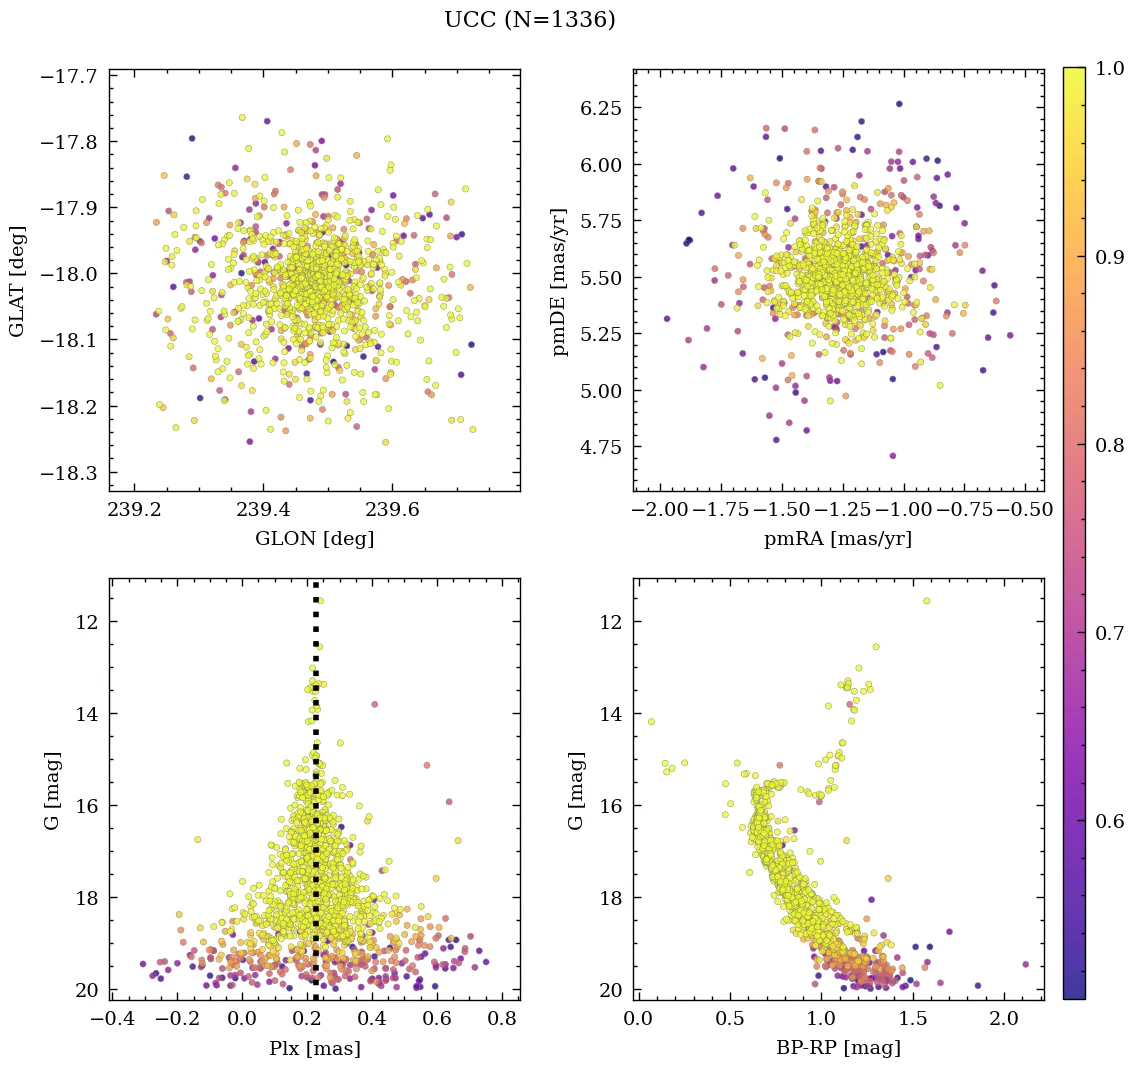 UCC (N=1336)
−17.7
−17.8
−17.9
−18.0
−18.1
−18.2
−18.3
GLAT [deg]
239.2 239.4 239.6
GLON [deg]
6.25
6.00
5.75
5.50
5.25
5.00
4.75
pmDE [mas/yr]
−2.00 −1.75 −1.50 −1.25 −1.00 −0.75 −0.50
pmRA [mas/yr]
12
14
16
18
20
G [mag]
−0.4 −0.2 0.0 0.2 0.4 0.6 0.8
Plx [mas]
12
14
16
18
20
G [mag]
0.0 0.5 1.0 1.5 2.0
BP-RP [mag]
1.0
0.9
0.8
0.7
0.6